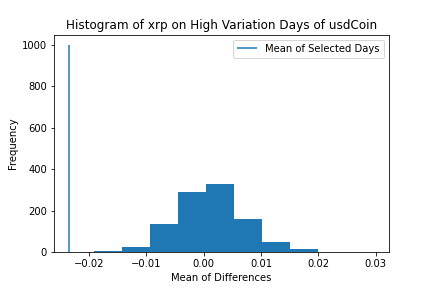 Histogram of xrp on High Variation Days of usdCoin
Mean of Selected Days
1000
800
600
400
200
0
Frequency
−0.02 −0.01 0.00 0.01 0.02 0.03
Mean of Differences